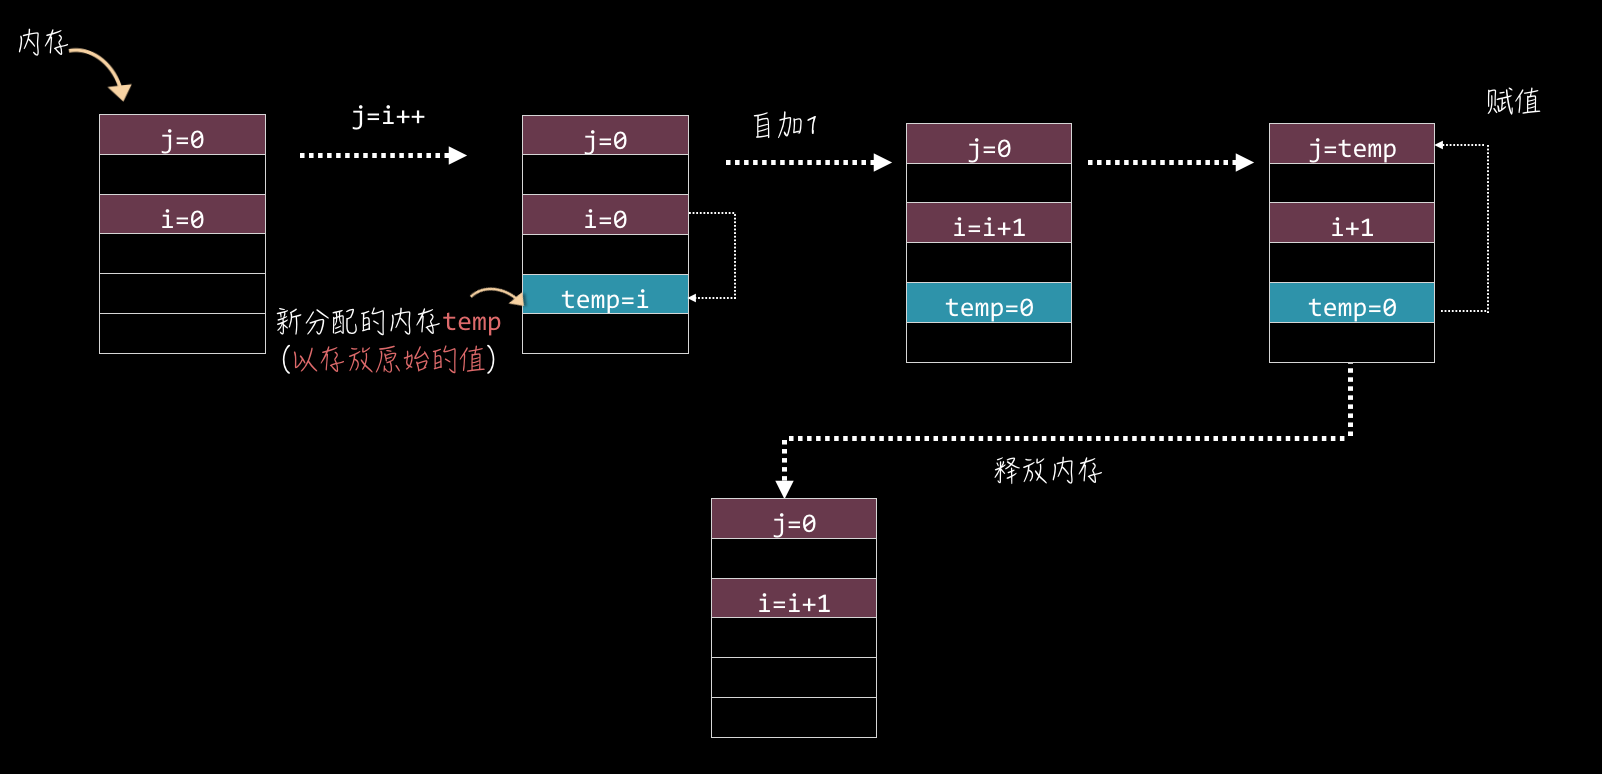 内存
j=0
i=0
j=i++
j=0
i=0
temp=i
新分配的内存temp
(以存放原始的值)
自加1
j=0
i=i+1
temp=0
赋值
j=temp
i+1
temp=0
释放内存
j=0
i=i+1